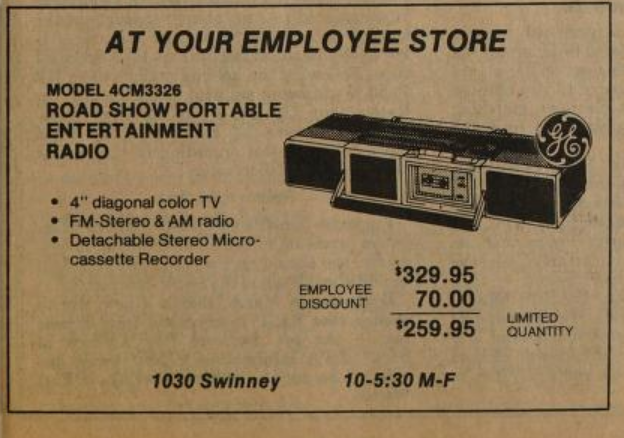 AT YOUR EMPLOYEE STORE
MODEL 4CM3326
ROAD SHOW PORTABLE
ENTERTAINMENT
RADIO
GE
• 4" diagonal color TV
• FM-Stereo & AM radio
• Detachable Stereo Micro-
cassette Recorder
$329.95
EMPLOYEE
DISCOUNT 70.00
$259.95
LIMITED
QUANTITY
1030 Swinney 10-5:30 M-F